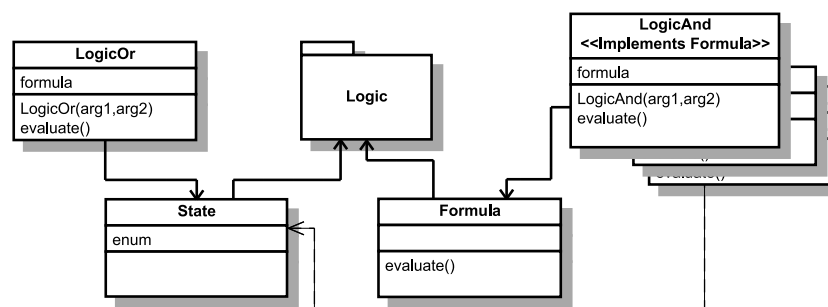 LogicOr
formula
LogicOr(arg1,arg2)
evaluate()
Logic
LogicAnd
<<Implements Formula>>
formula
LogicAnd(arg1,arg2)
evaluate()
evaluate()
State
enum
Formula
evaluate()